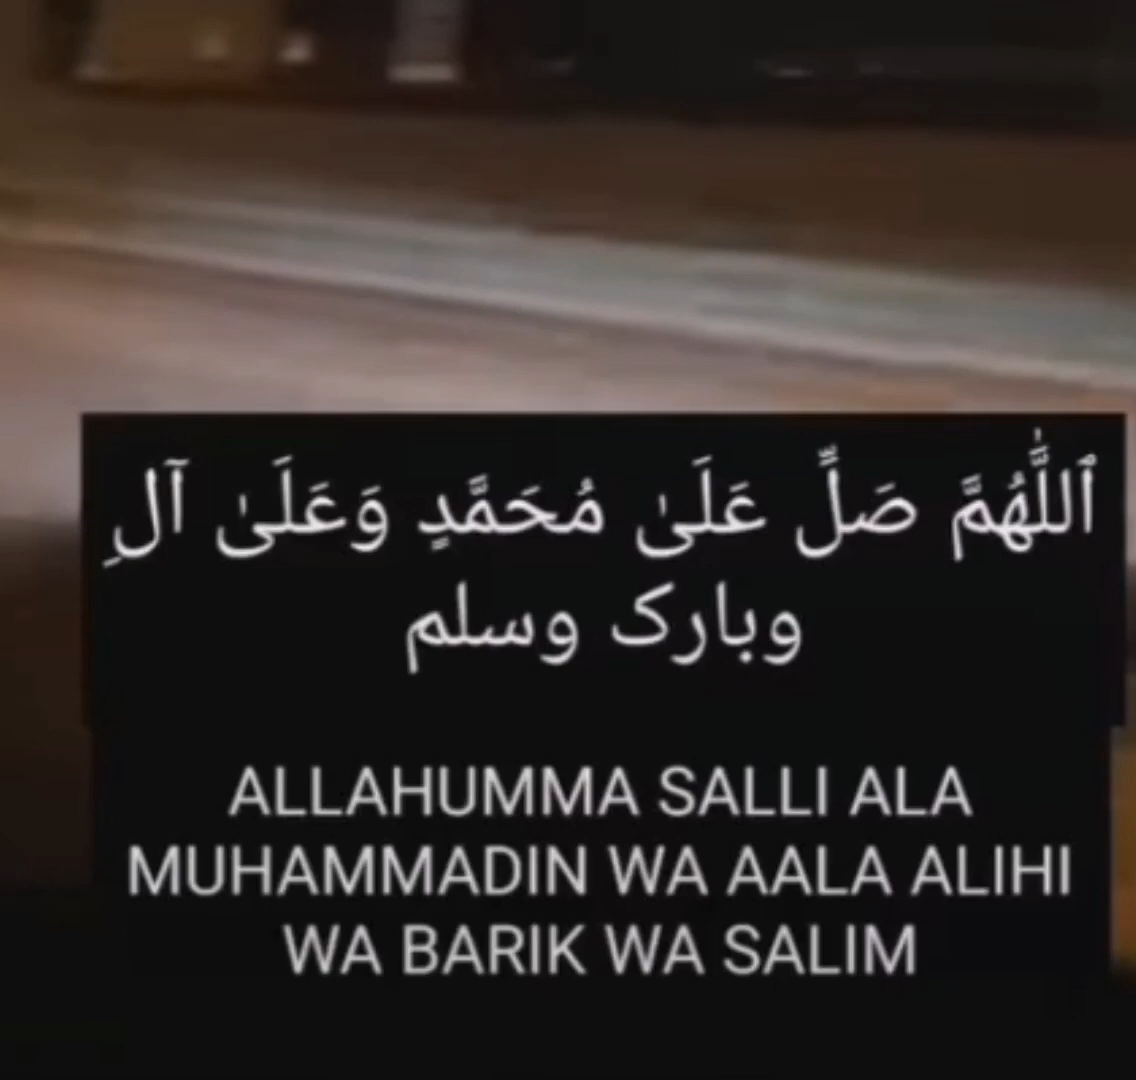 ٱللَّٰهُمَّ صَلِّ عَلَىٰ مُحَمَّدٍ وَعَلَىٰ آلِ
وبارک وسلم
ALLAHUMMA SALLI ALA
MUHAMMADIN WA AALA ALIHI
WA BARIK WA SALIM